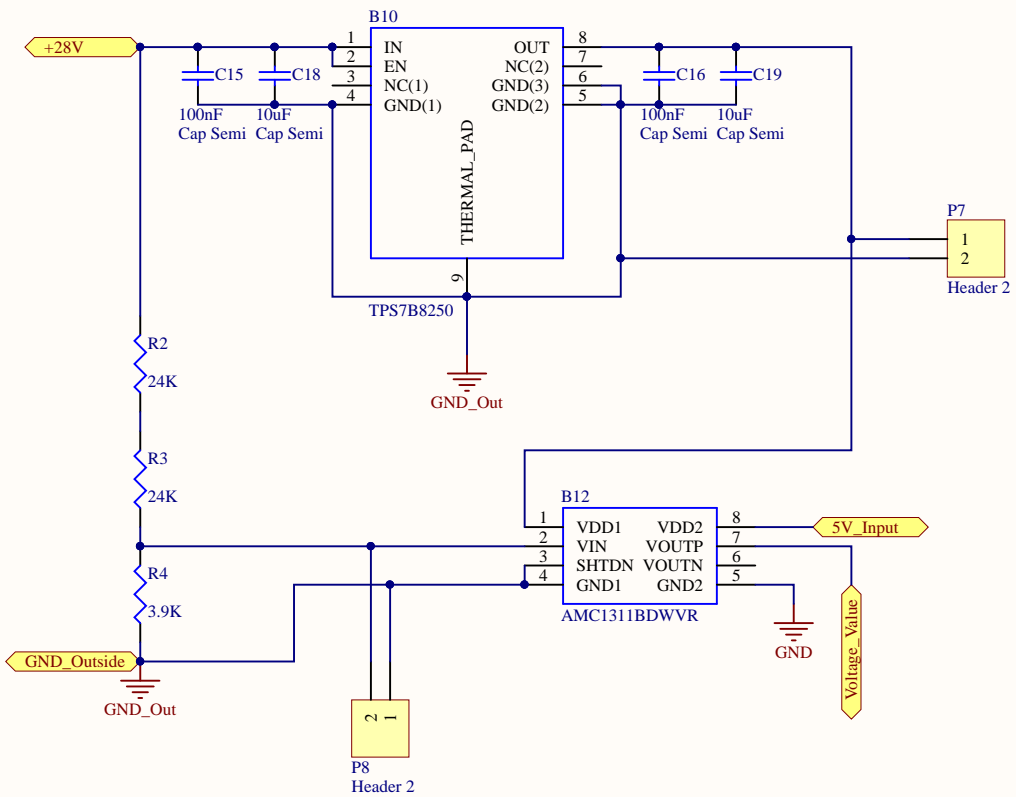 B10
+28V
1 IN OUT 8
2 EN NC(2) 7
3 NC(1) GND(3) 6
4 GND(1) GND(2) 5
C15 C18 C16 C19
100nF 10uF 100nF 10uF
Cap Semi Cap Semi Cap Semi Cap Semi
THERMAL_PAD
9
TPS7B8250
GND_Out
P7
1
2
Header 2
R2
24K
R3
24K
R4
3.9K
GND_Outside
GND_Out
B12
1 VDD1 VDD2 8
2 VIN VOUTP 7
3 SHTDN VOUTN 6
4 GND1 GND2 5
AMC1311BDWVR
5V_Input
Voltage_Value
GND
2 1
P8
Header 2